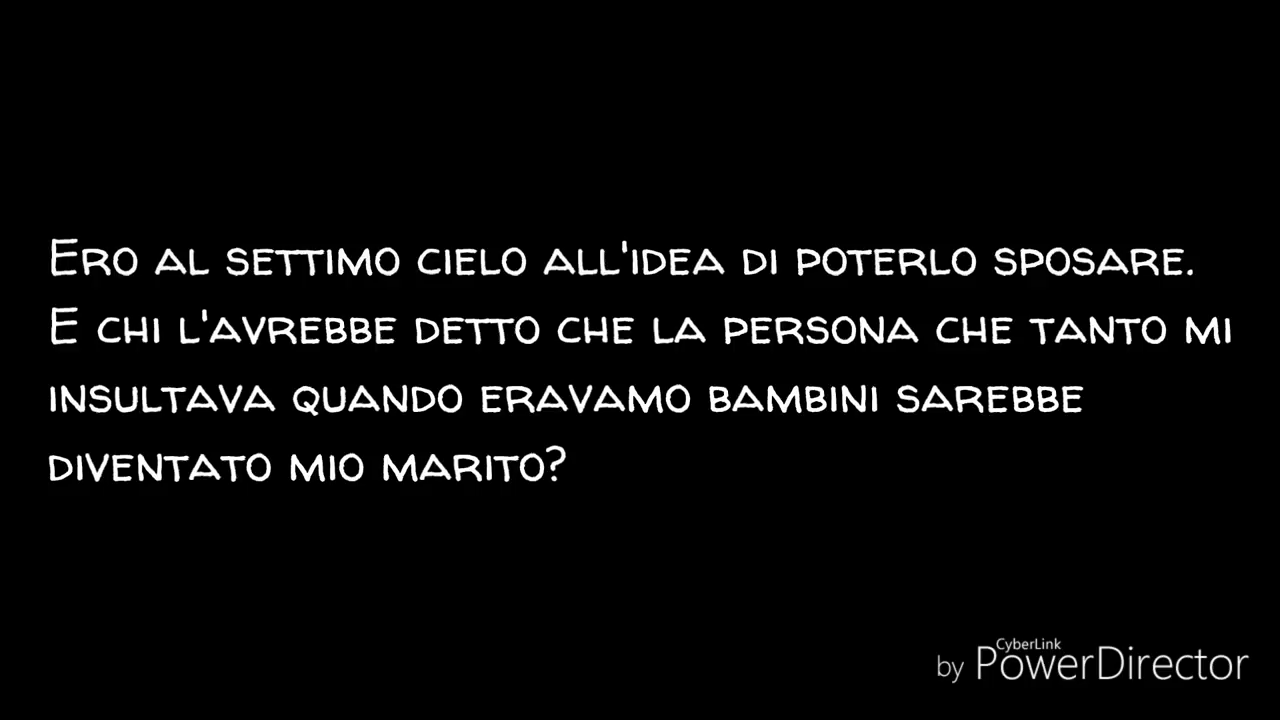 Ero al settimo cielo all'idea di poterlo sposare.
E chi l'avrebbe detto che la persona che tanto mi
insultava quando eravamo bambini sarebbe
diventato mio marito?
CyberLink
by PowerDirector